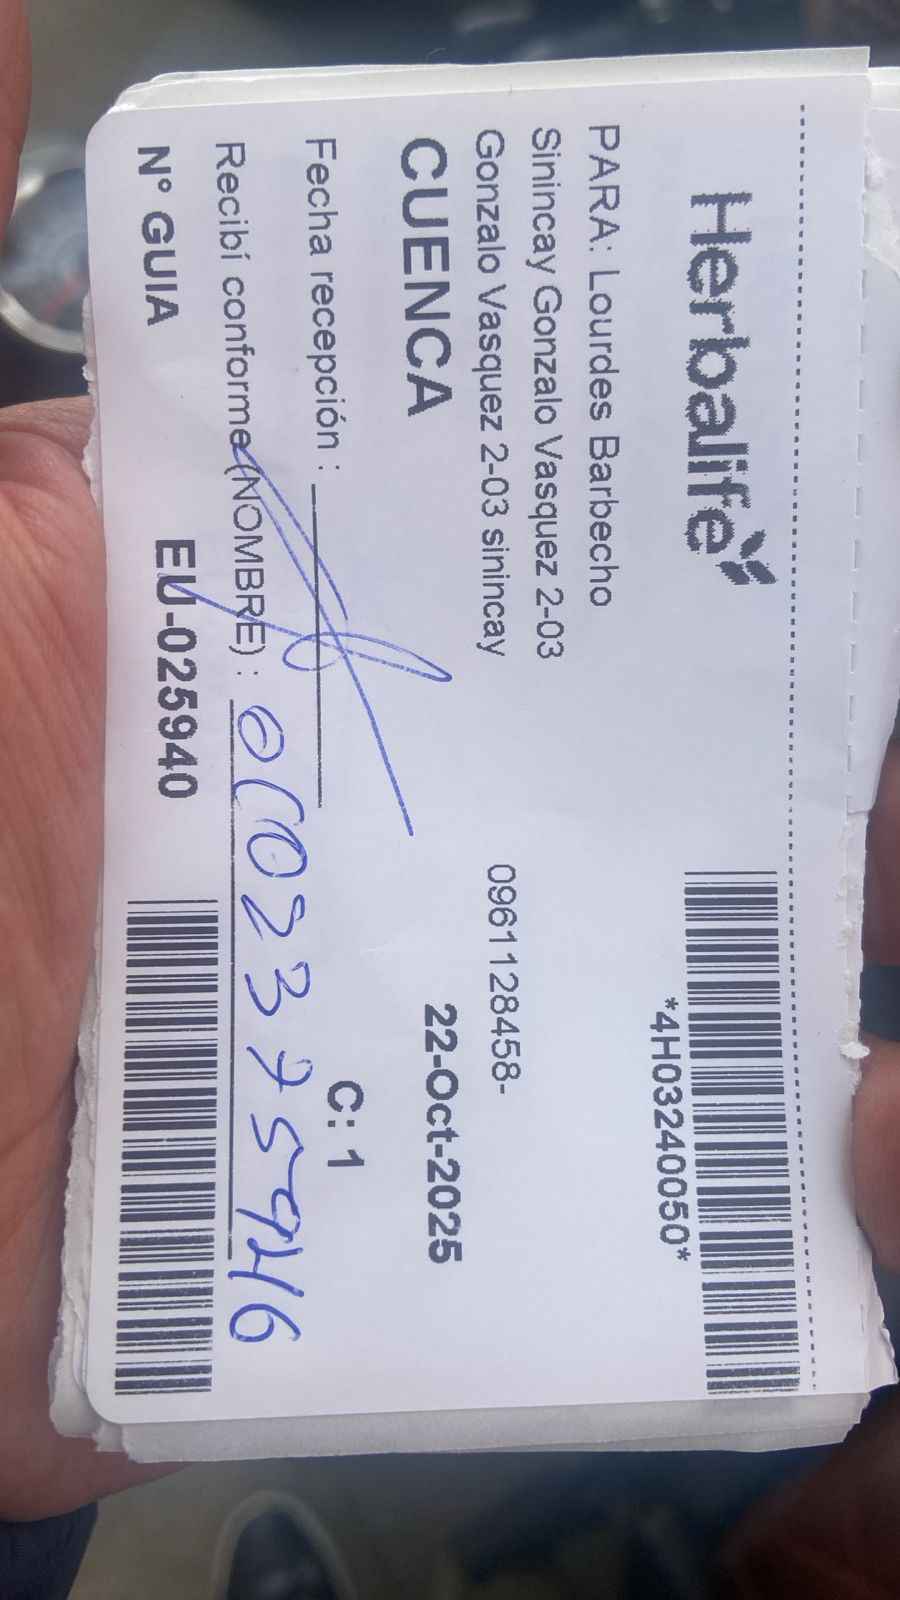 Herbalife
*4H03240050*
PARA: Lourdes Barbecho
Sinincay Gonzalo Vasquez 2-03
Gonzalo Vasquez 2-03 sinincay 0961128458-
CUENCA 22-Oct-2025
Fecha recepción : C: 1
Recibí conforme (NOMBRE) : 0102375946
N° GUIA EU-025940